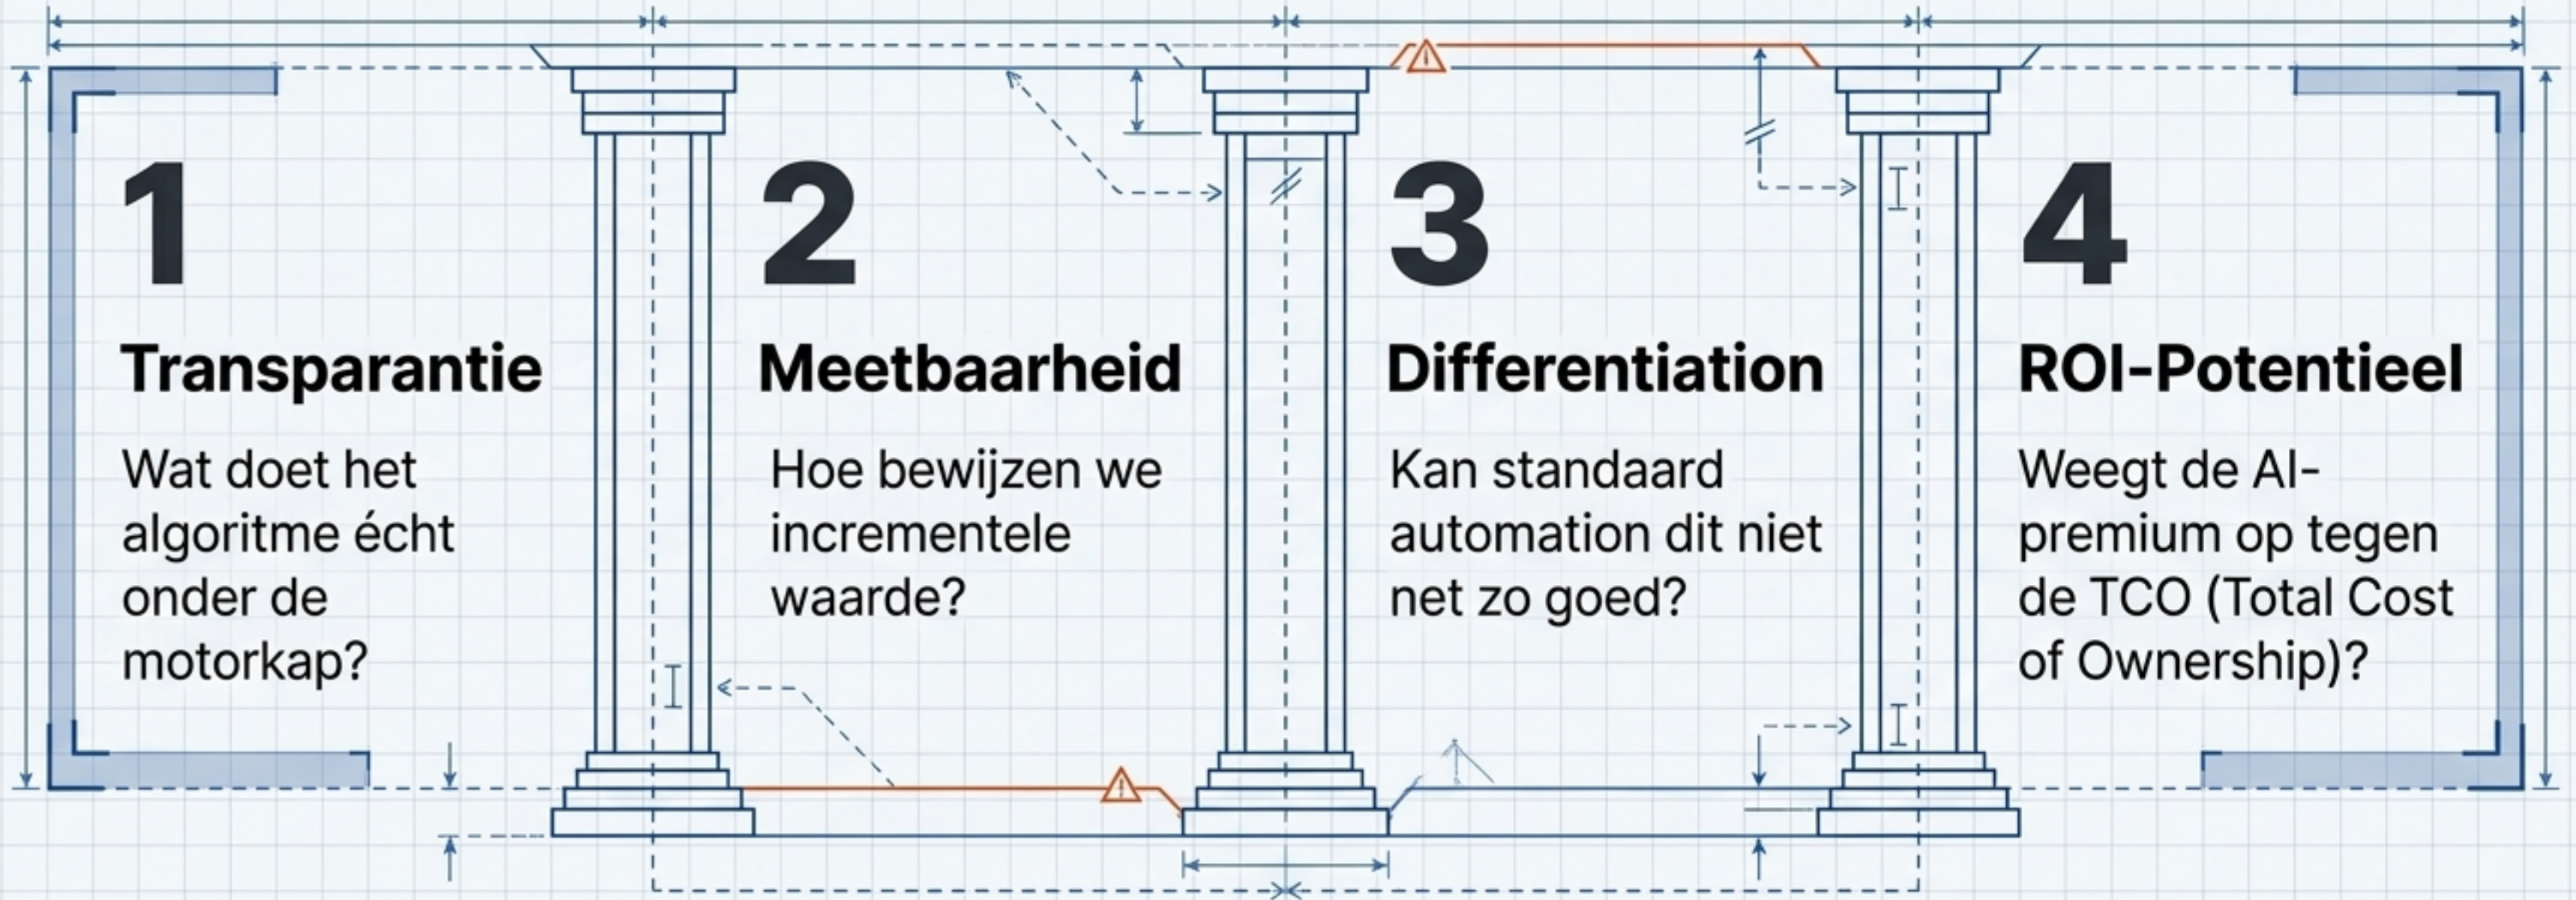 1
Transparantie
Wat doet het
algoritme écht
onder de
motorkap?
2
Meetbaarheid
Hoe bewijzen we
incrementele
waarde?
3
Differentiation
Kan standaard
automation dit niet
net zo goed?
4
ROI-Potentieel
Weegt de AI-
premium op tegen
de TCO (Total Cost
of Ownership)?